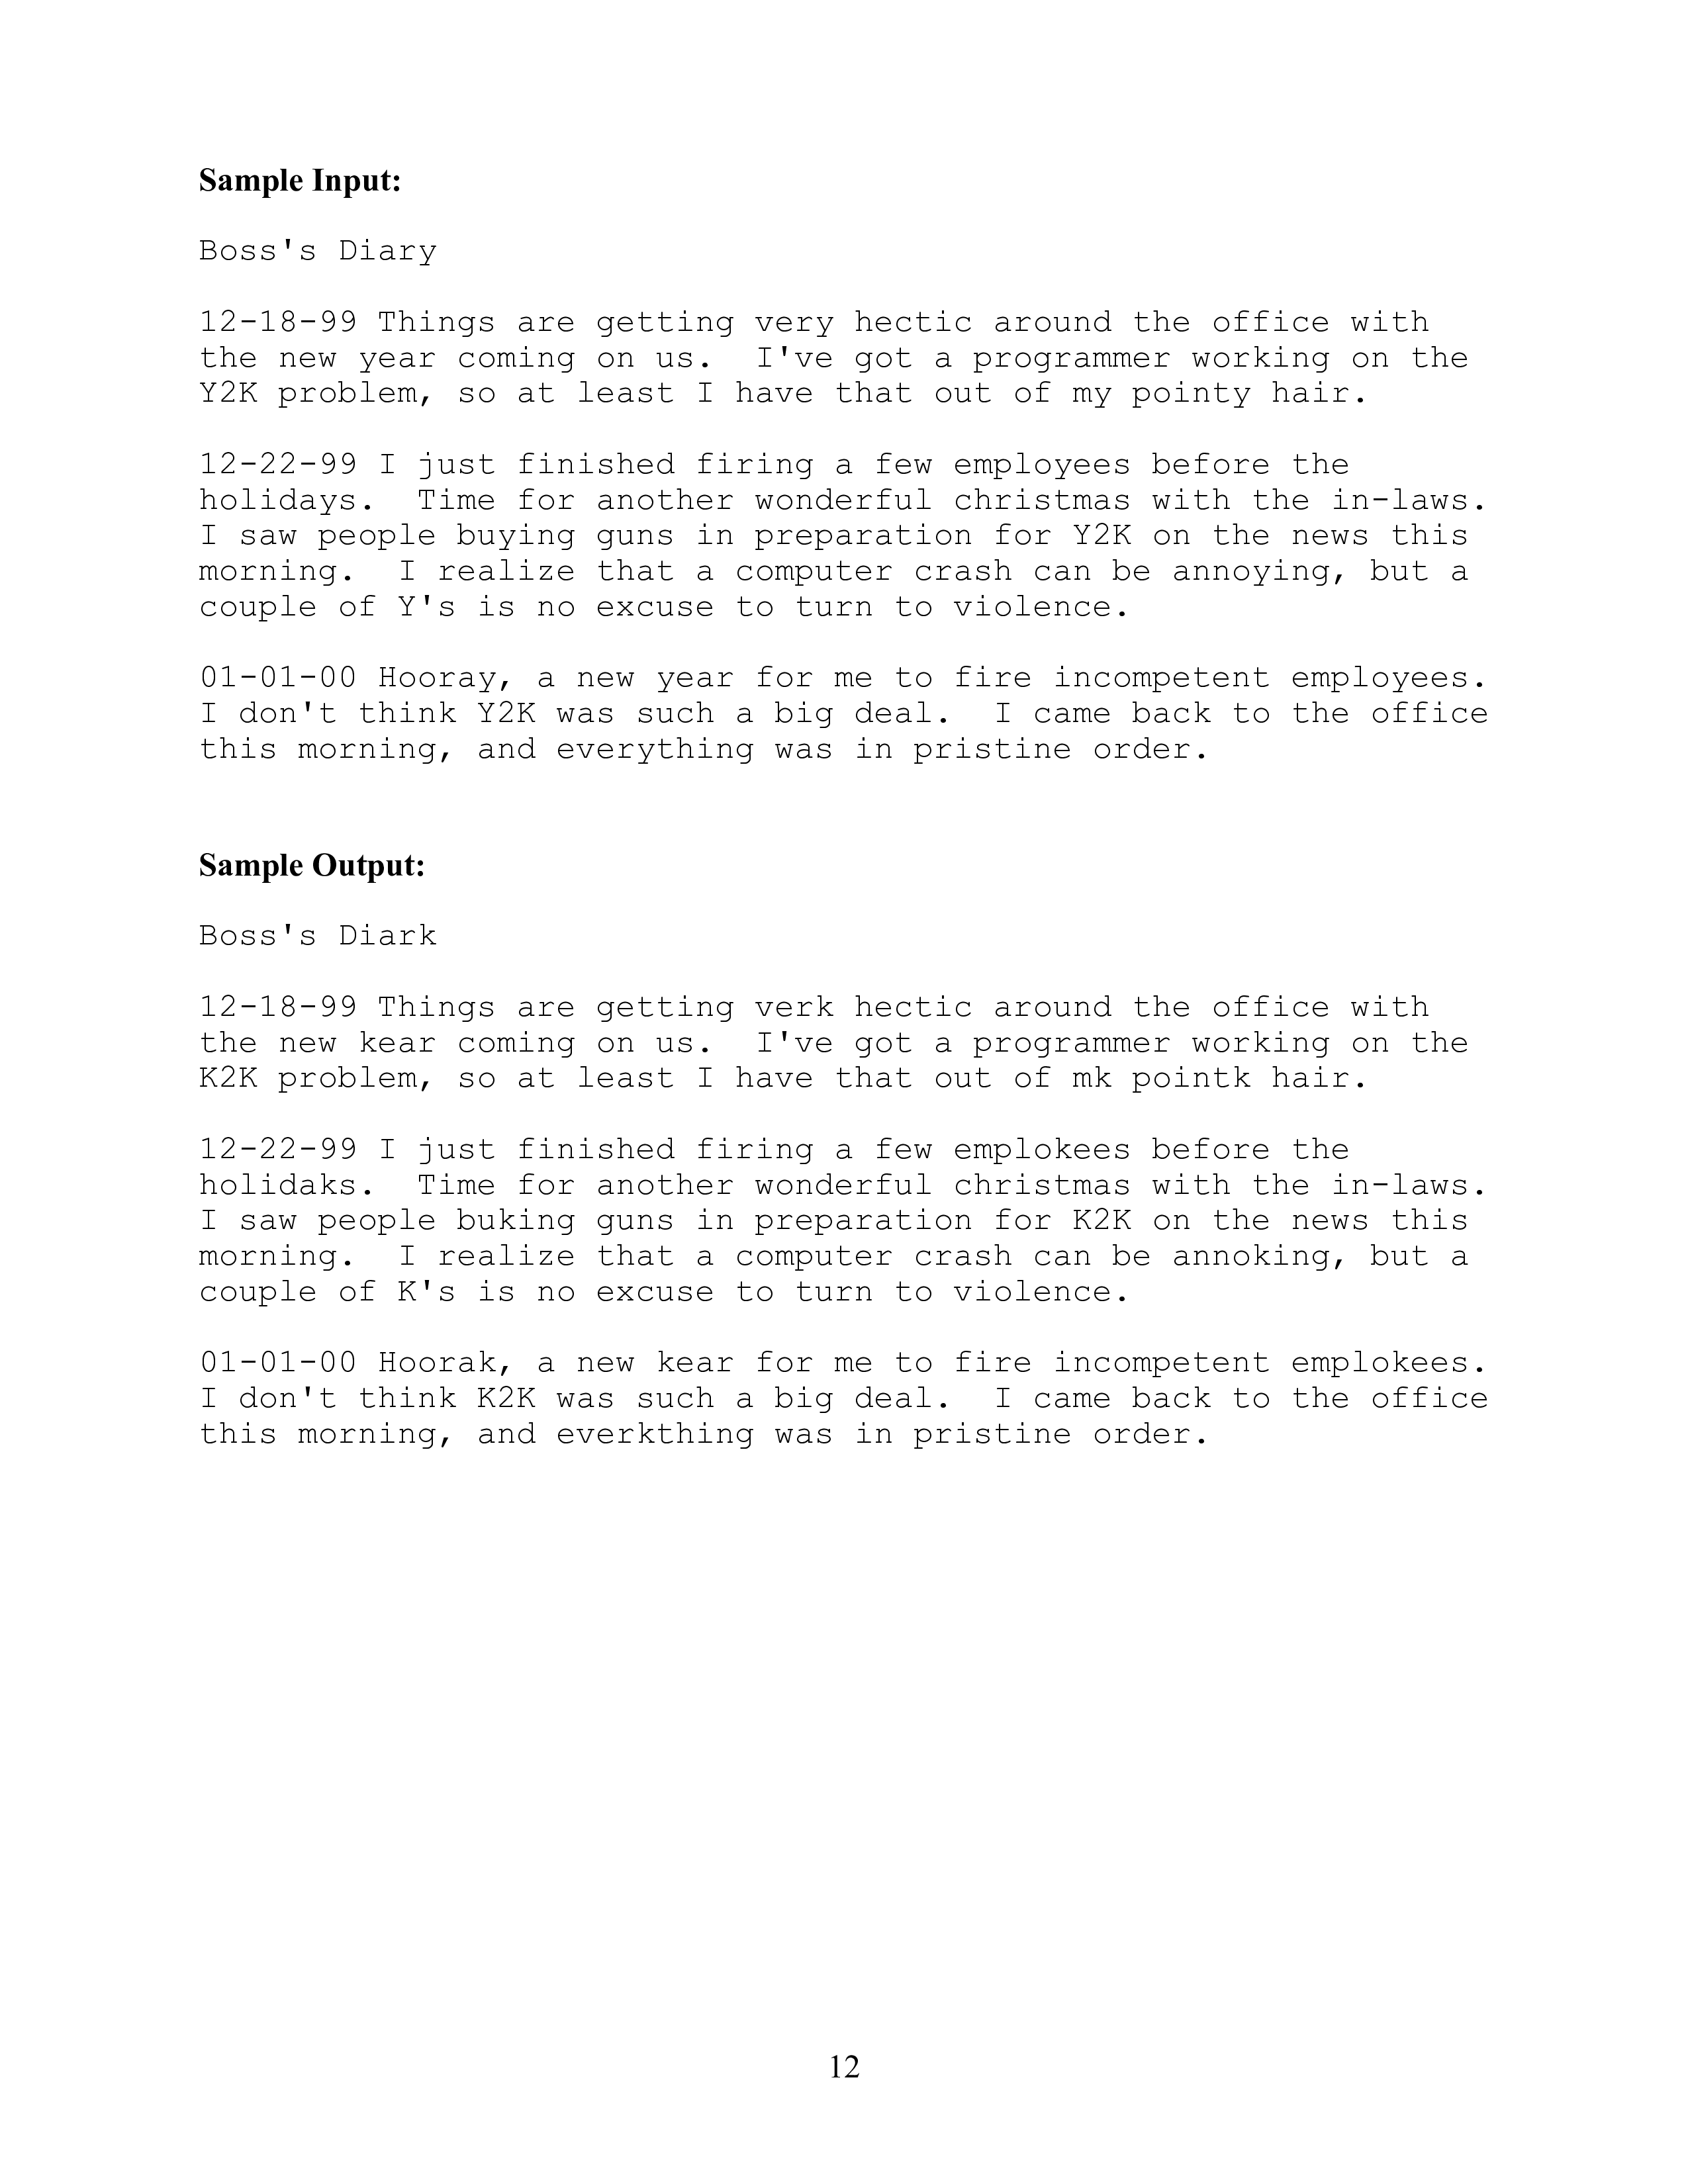 Sample Input:
Boss's Diary
12-18-99 Things are getting very hectic around the office with
the new year coming on us.  I've got a programmer working on the
Y2K problem, so at least I have that out of my pointy hair.
12-22-99 I just finished firing a few employees before the
holidays.  Time for another wonderful christmas with the in-laws.
I saw people buying guns in preparation for Y2K on the news this
morning.  I realize that a computer crash can be annoying, but a
couple of Y's is no excuse to turn to violence.
01-01-00 Hooray, a new year for me to fire incompetent employees.
I don't think Y2K was such a big deal.  I came back to the office
this morning, and everything was in pristine order.
Sample Output:
Boss's Diark
12-18-99 Things are getting verk hectic around the office with
the new kear coming on us.  I've got a programmer working on the
K2K problem, so at least I have that out of mk pointk hair.
12-22-99 I just finished firing a few emplokees before the
holidaks.  Time for another wonderful christmas with the in-laws.
I saw people buking guns in preparation for K2K on the news this
morning.  I realize that a computer crash can be annoking, but a
couple of K's is no excuse to turn to violence.
01-01-00 Hoorak, a new kear for me to fire incompetent emplokees.
I don't think K2K was such a big deal.  I came back to the office
this morning, and everkthing was in pristine order.
12